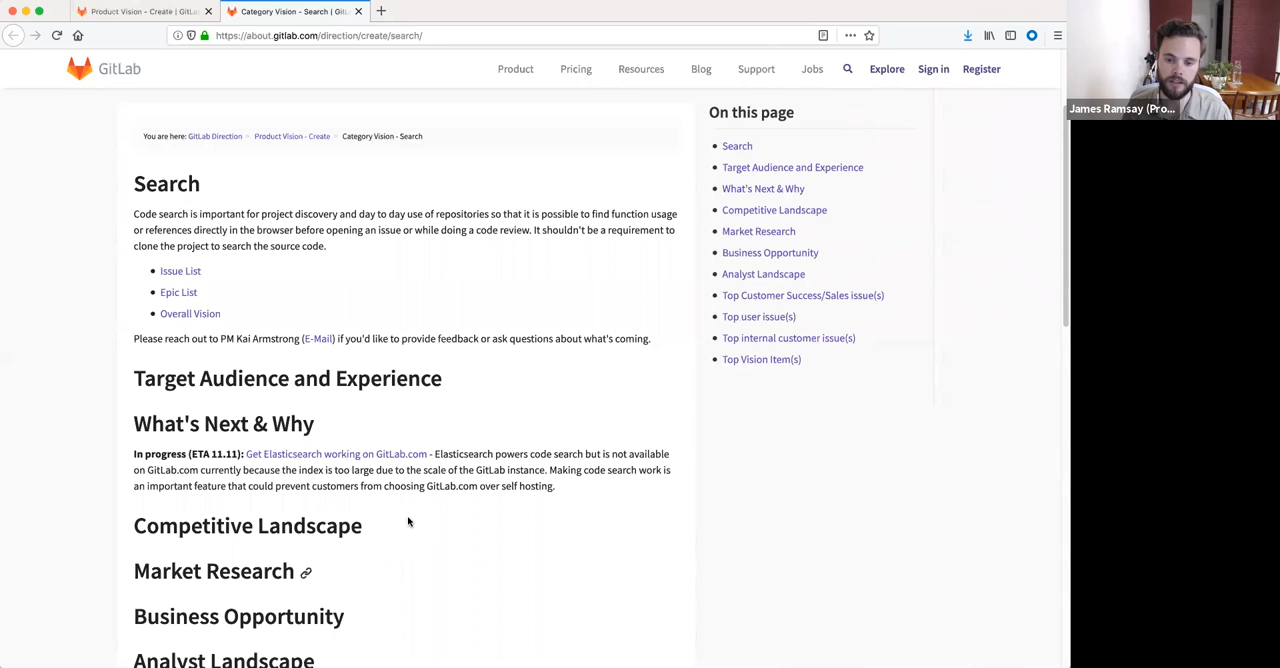 Product Vision - Create | GitLa
Category Vision - Search | GitL
https://about.gitlab.com/direction/create/search/
GitLab
Product
Pricing
Resources
Blog
Support
Jobs
Explore
Sign in
Register
James Ramsay (Pro...
You are here: GitLab Direction
Product Vision - Create
Category Vision - Search
Search
Code search is important for project discovery and day to day use of repositories so that it is possible to find function usage
or references directly in the browser before opening an issue or while doing a code review. It shouldn't be a requirement to
clone the project to search the source code.
Issue List
Epic List
Overall Vision
Please reach out to PM Kai Armstrong (E-Mail) if you'd like to provide feedback or ask questions about what's coming.
Target Audience and Experience
What's Next & Why
In progress (ETA 11.11): Get Elasticsearch working on GitLab.com - Elasticsearch powers code search but is not available
on GitLab.com currently because the index is too large due to the scale of the GitLab instance. Making code search work is
an important feature that could prevent customers from choosing GitLab.com over self hosting.
Competitive Landscape
Market Research
Business Opportunity
Analyst Landscape
On this page
Search
Target Audience and Experience
What's Next & Why
Competitive Landscape
Market Research
Business Opportunity
Analyst Landscape
Top Customer Success/Sales issue(s)
Top user issue(s)
Top internal customer issue(s)
Top Vision Item(s)